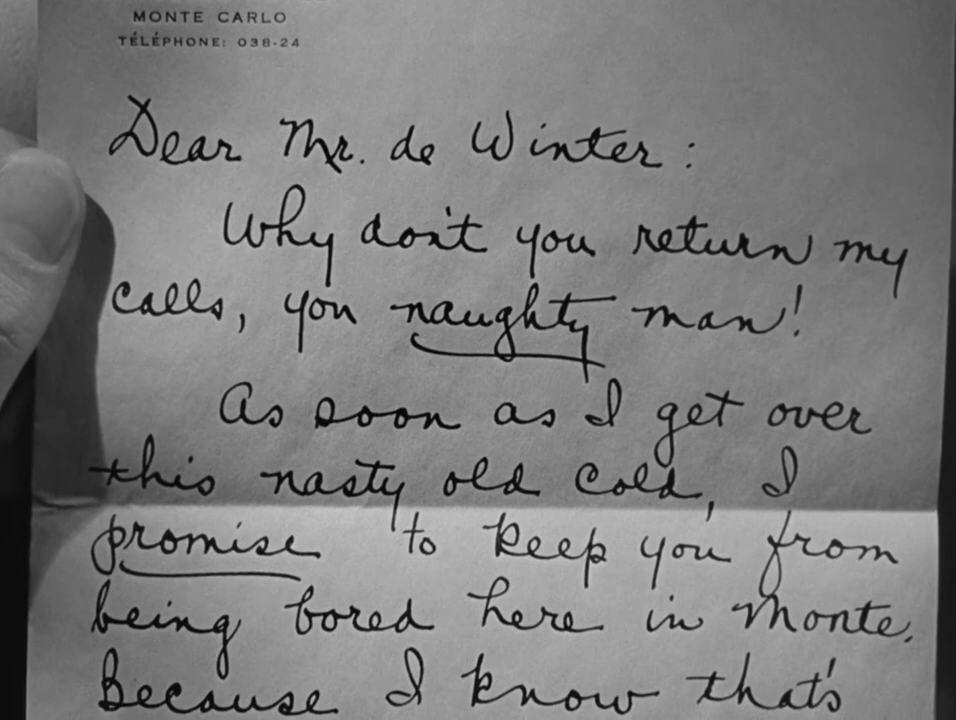 MONTE CARLO
TÉLÉPHONE: 038-24
Dear Mr. de Winter:
Why don't you return my
calls, you naughty man!
As soon as I get over
this nasty old cold, I
promise to keep you from
being bored here in Monte.
Because I know that's